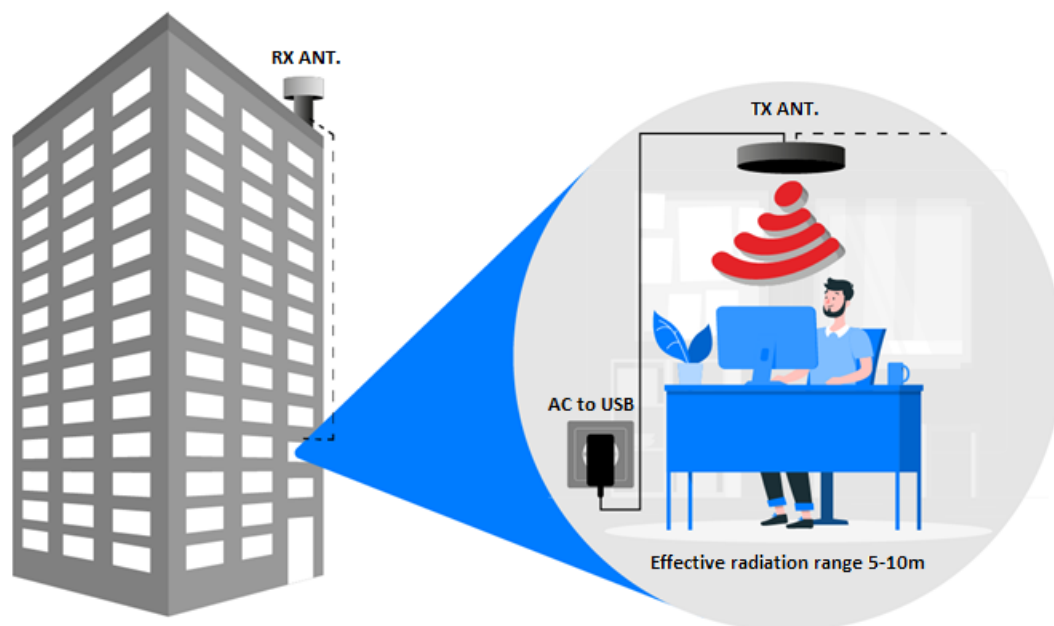 RX ANT.
TX ANT.
AC to USB
Effective radiation range 5-10m